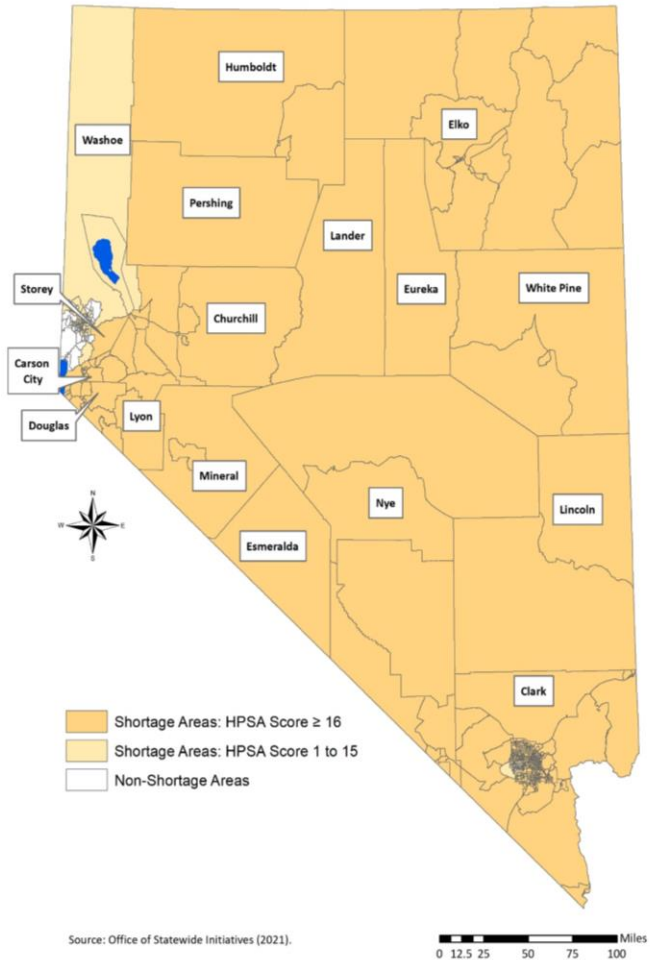 Humboldt
Elko
Washoe
Pershing
Lander
Storey
Eureka
White Pine
Churchill
Carson
City
Lyon
Douglas
Mineral
Nye
Lincoln
Esmeralda
N
W E
S
Clark
Shortage Areas: HPSA Score ≥ 16
Shortage Areas: HPSA Score 1 to 15
Non-Shortage Areas
Source: Office of Statewide Initiatives (2021).
Miles
0 12.5 25 50 75 100